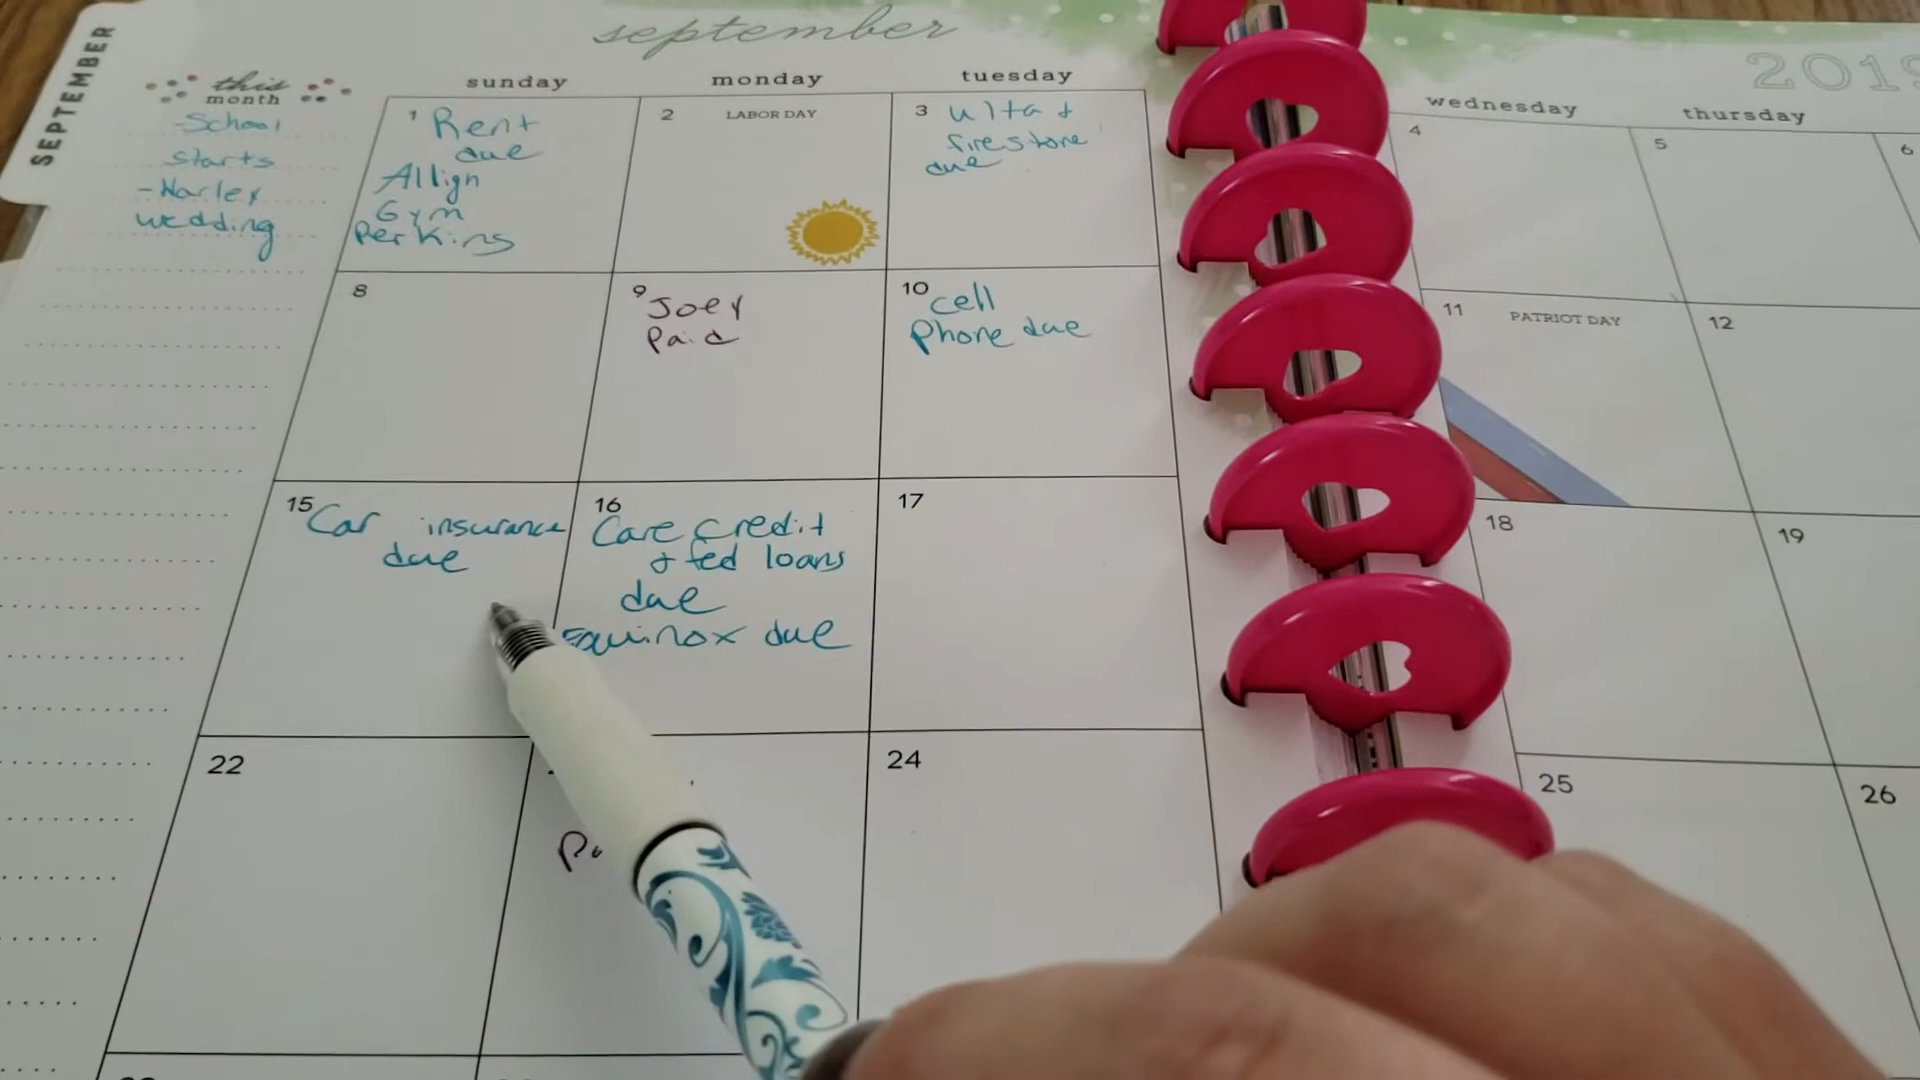 SEPTEMBER
september
2019
this
month
- School
starts
- Harley
wedding
sunday
monday
tuesday
wednesday
thursday
1 Rent
due
Allign
Gym
Perkins
2 LABOR DAY
3 Ulta +
firestone
due
4
5
6
8
9 Joey
Paid
10 Cell
Phone due
11 PATRIOT DAY
12
15 Car insurance
due
16 Care Credit
+ fed loans
due
Equinox due
17
18
19
22
24
25
26